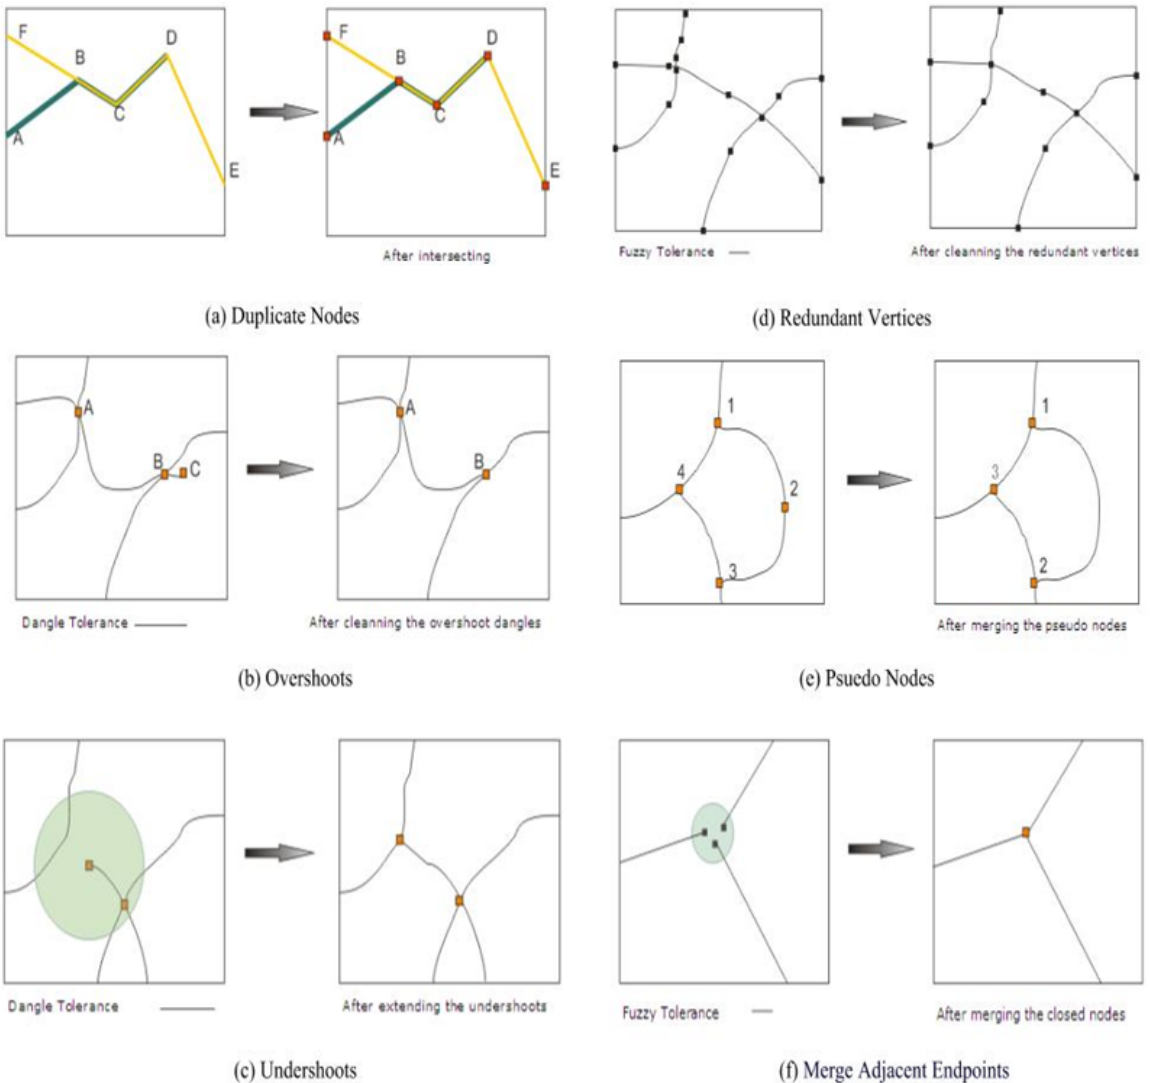 F
B
D
C
A
E
F
B
D
C
A
E
After intersecting
(a) Duplicate Nodes
Fuzzy Tolerance
After cleanning the redundant vertices
(d) Redundant Vertices
A
B
C
Dangle Tolerance
A
B
After cleanning the overshoot dangles
(b) Overshoots
1
4
2
3
1
3
2
After merging the pseudo nodes
(e) Psuedo Nodes
Dangle Tolerance
After extending the undershoots
(c) Undershoots
Fuzzy Tolerance
After merging the closed nodes
(f) Merge Adjacent Endpoints